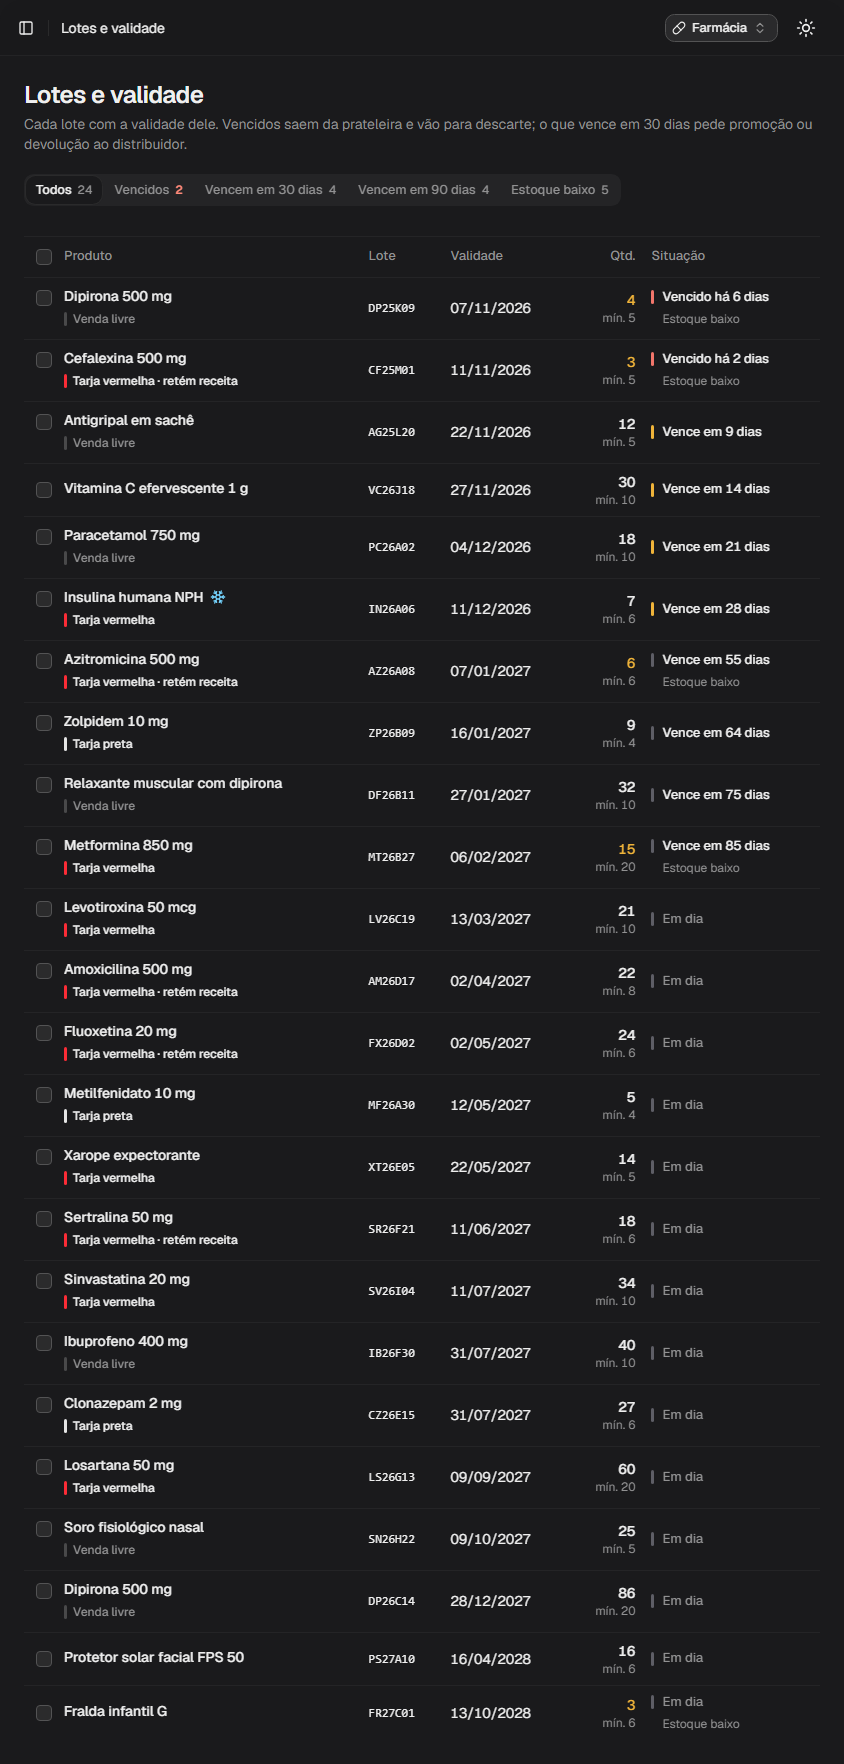 Lotes e validade
Farmácia
Lotes e validade
Cada lote com a validade dele. Vencidos saem da prateleira e vão para descarte; o que vence em 30 dias pede promoção ou
devolução ao distribuidor.
Todos 24 Vencidos 2 Vencem em 30 dias 4 Vencem em 90 dias 4 Estoque baixo 5
Produto Lote Validade Qtd. Situação
Dipirona 500 mg DP25K09 07/11/2026 4 Vencido há 6 dias
Venda livre mín. 5 Estoque baixo
Cefalexina 500 mg CF25M01 11/11/2026 3 Vencido há 2 dias
Tarja vermelha · retém receita mín. 5 Estoque baixo
Antigripal em sachê AG25L20 22/11/2026 12 Vence em 9 dias
Venda livre mín. 5
Vitamina C efervescente 1 g VC26J18 27/11/2026 30 Vence em 14 dias
mín. 10
Paracetamol 750 mg PC26A02 04/12/2026 18 Vence em 21 dias
Venda livre mín. 10
Insulina humana NPH IN26A06 11/12/2026 7 Vence em 28 dias
Tarja vermelha mín. 6
Azitromicina 500 mg AZ26A08 07/01/2027 6 Vence em 55 dias
Tarja vermelha · retém receita mín. 6 Estoque baixo
Zolpidem 10 mg ZP26B09 16/01/2027 9 Vence em 64 dias
Tarja preta mín. 4
Relaxante muscular com dipirona DF26B11 27/01/2027 32 Vence em 75 dias
Venda livre mín. 10
Metformina 850 mg MT26B27 06/02/2027 15 Vence em 85 dias
Tarja vermelha mín. 20 Estoque baixo
Levotiroxina 50 mcg LV26C19 13/03/2027 21 Em dia
Tarja vermelha mín. 10
Amoxicilina 500 mg AM26D17 02/04/2027 22 Em dia
Tarja vermelha · retém receita mín. 8
Fluoxetina 20 mg FX26D02 02/05/2027 24 Em dia
Tarja vermelha · retém receita mín. 6
Metilfenidato 10 mg MF26A30 12/05/2027 5 Em dia
Tarja preta mín. 4
Xarope expectorante XT26E05 22/05/2027 14 Em dia
Tarja vermelha mín. 5
Sertralina 50 mg SR26F21 11/06/2027 18 Em dia
Tarja vermelha · retém receita mín. 6
Sinvastatina 20 mg SV26I04 11/07/2027 34 Em dia
Tarja vermelha mín. 10
Ibuprofeno 400 mg IB26F30 31/07/2027 40 Em dia
Venda livre mín. 10
Clonazepam 2 mg CZ26E15 31/07/2027 27 Em dia
Tarja preta mín. 6
Losartana 50 mg LS26G13 09/09/2027 60 Em dia
Tarja vermelha mín. 20
Soro fisiológico nasal SN26H22 09/10/2027 25 Em dia
Venda livre mín. 5
Dipirona 500 mg DP26C14 28/12/2027 86 Em dia
Venda livre mín. 20
Protetor solar facial FPS 50 PS27A10 16/04/2028 16 Em dia
mín. 6
Fralda infantil G FR27C01 13/10/2028 3 Em dia
mín. 6 Estoque baixo